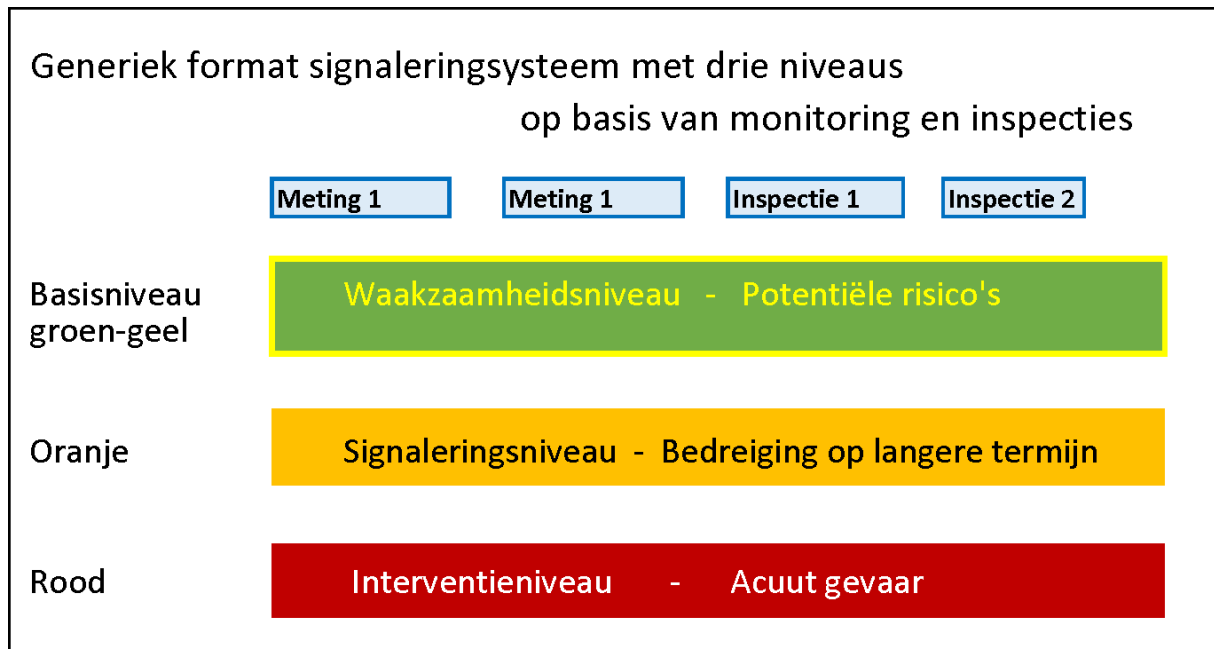 Generiek format signaleringsysteem met drie niveaus
op basis van monitoring en inspecties
Meting 1 Meting 1 Inspectie 1 Inspectie 2
Basisniveau
groen-geel
Waakzaamheidsniveau - Potentiële risico's
Oranje
Signaleringsniveau - Bedreiging op langere termijn
Rood
Interventieniveau - Acuut gevaar